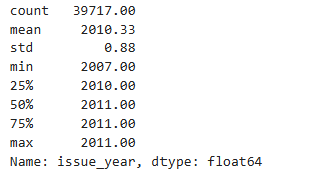 count 39717.00
mean 2010.33
std 0.88
min 2007.00
25% 2010.00
50% 2011.00
75% 2011.00
max 2011.00
Name: issue_year, dtype: float64